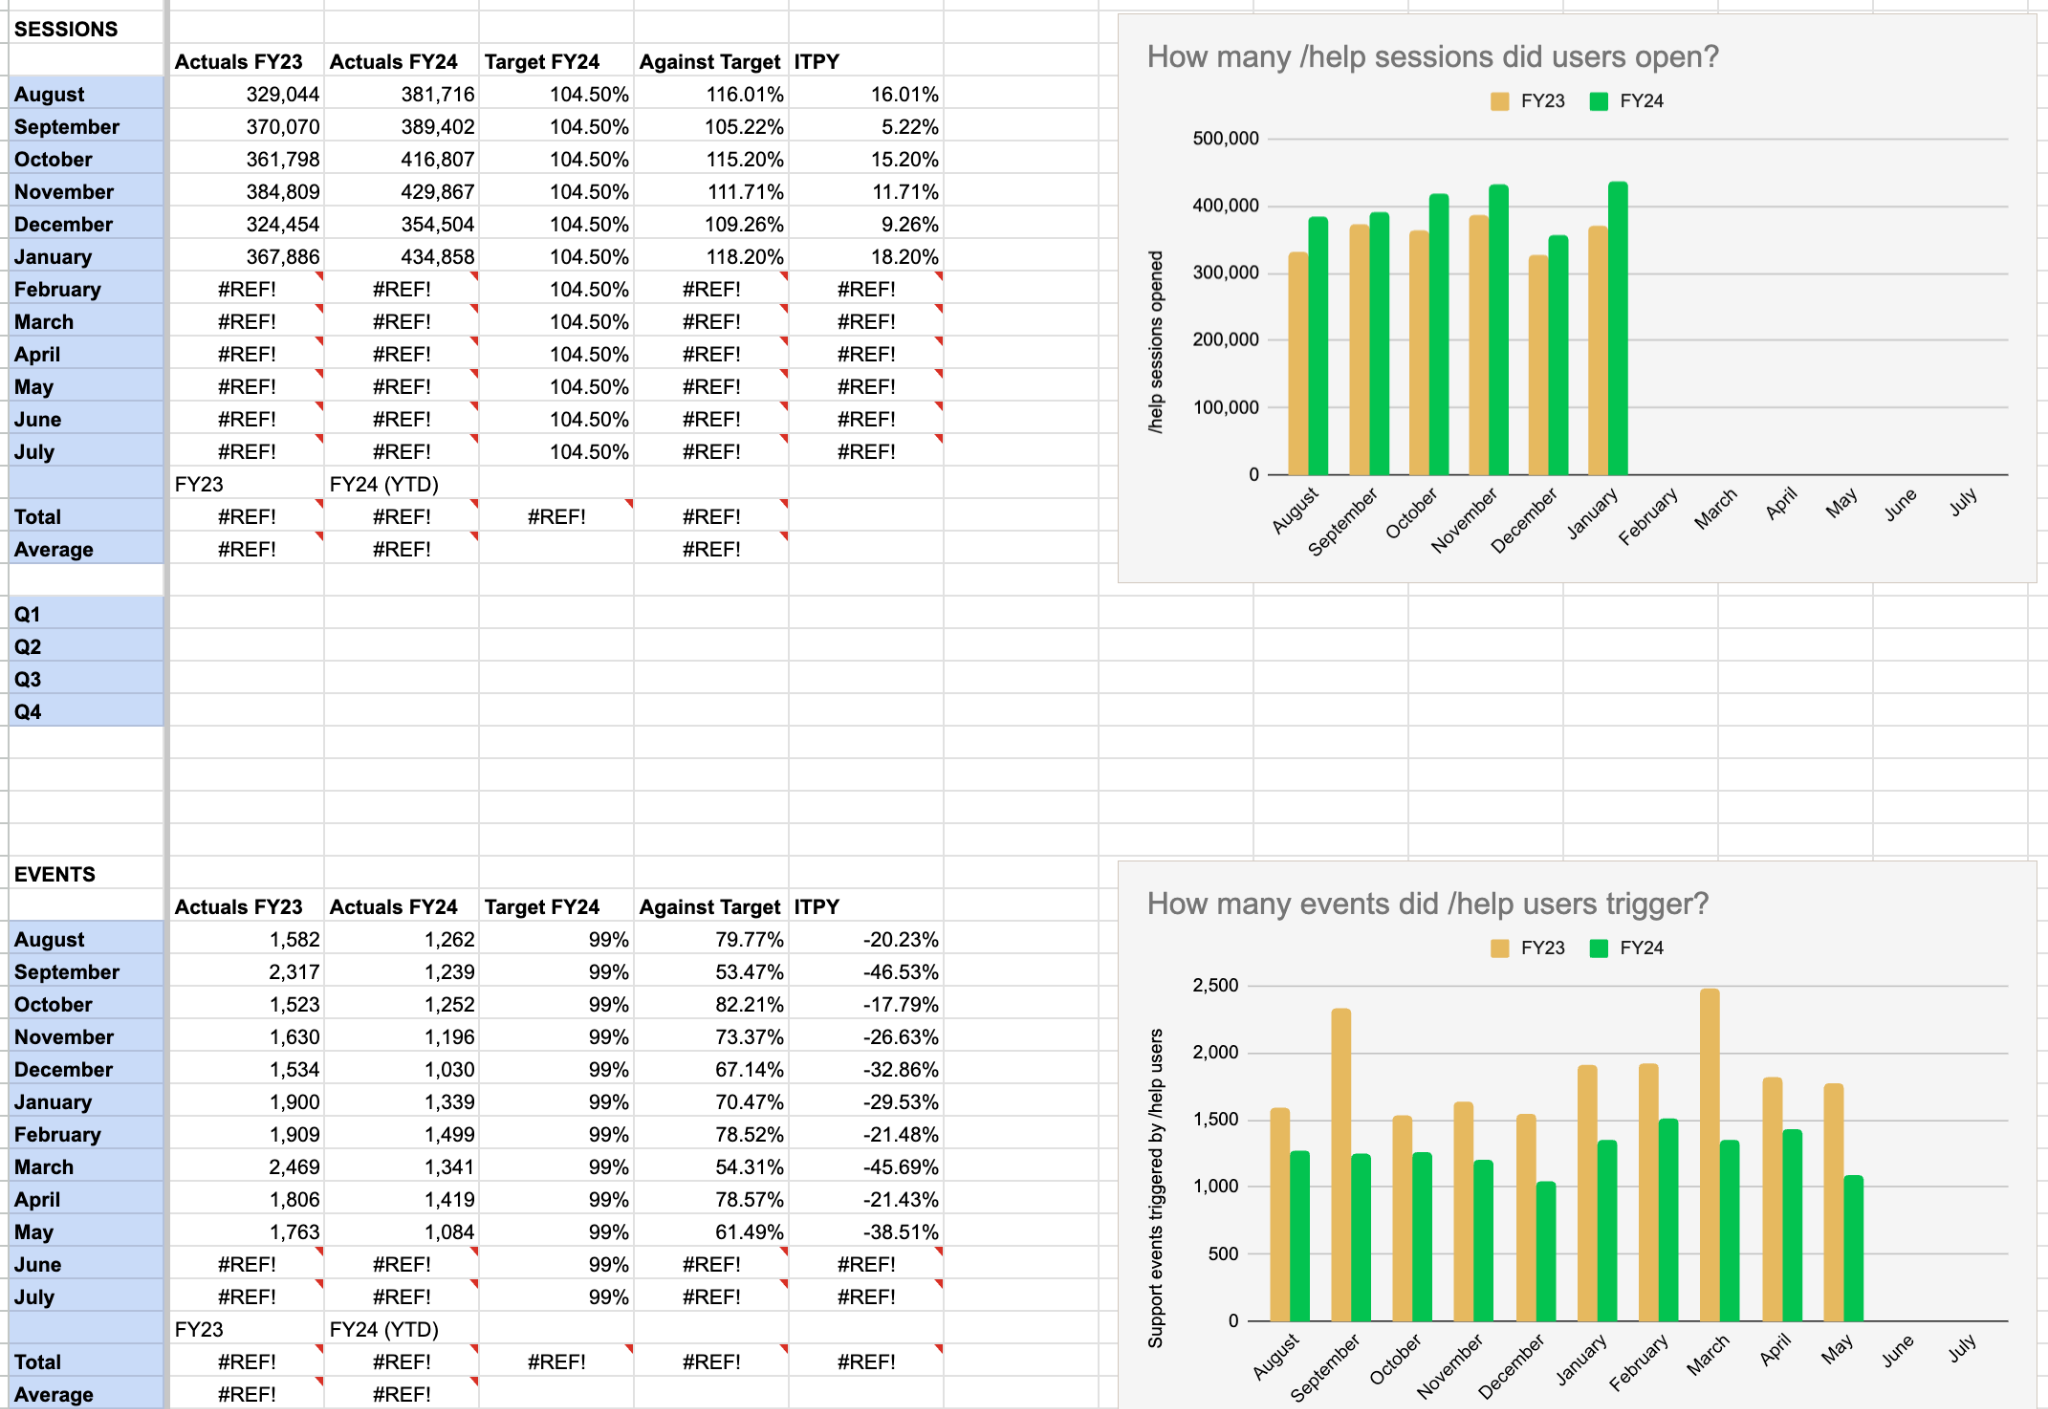 SESSIONS
Actuals FY23 Actuals FY24 Target FY24 Against Target ITPY
August 329,044 381,716 104.50% 116.01% 16.01%
September 370,070 389,402 104.50% 105.22% 5.22%
October 361,798 416,807 104.50% 115.20% 15.20%
November 384,809 429,867 104.50% 111.71% 11.71%
December 324,454 354,504 104.50% 109.26% 9.26%
January 367,886 434,858 104.50% 118.20% 18.20%
February #REF! #REF! 104.50% #REF! #REF!
March #REF! #REF! 104.50% #REF! #REF!
April #REF! #REF! 104.50% #REF! #REF!
May #REF! #REF! 104.50% #REF! #REF!
June #REF! #REF! 104.50% #REF! #REF!
July #REF! #REF! 104.50% #REF! #REF!
FY23 FY24 (YTD)
Total #REF! #REF! #REF! #REF!
Average #REF! #REF! #REF!
Q1
Q2
Q3
Q4
How many /help sessions did users open?
FY23 FY24
/help sessions opened
500,000
400,000
300,000
200,000
100,000
0
August September October November December January February March April May June July
EVENTS
Actuals FY23 Actuals FY24 Target FY24 Against Target ITPY
August 1,582 1,262 99% 79.77% -20.23%
September 2,317 1,239 99% 53.47% -46.53%
October 1,523 1,252 99% 82.21% -17.79%
November 1,630 1,196 99% 73.37% -26.63%
December 1,534 1,030 99% 67.14% -32.86%
January 1,900 1,339 99% 70.47% -29.53%
February 1,909 1,499 99% 78.52% -21.48%
March 2,469 1,341 99% 54.31% -45.69%
April 1,806 1,419 99% 78.57% -21.43%
May 1,763 1,084 99% 61.49% -38.51%
June #REF! #REF! 99% #REF! #REF!
July #REF! #REF! 99% #REF! #REF!
FY23 FY24 (YTD)
Total #REF! #REF! #REF! #REF! #REF!
Average #REF! #REF!
How many events did /help users trigger?
FY23 FY24
Support events triggered by /help users
2,500
2,000
1,500
1,000
500
0
August September October November December January February March April May June July